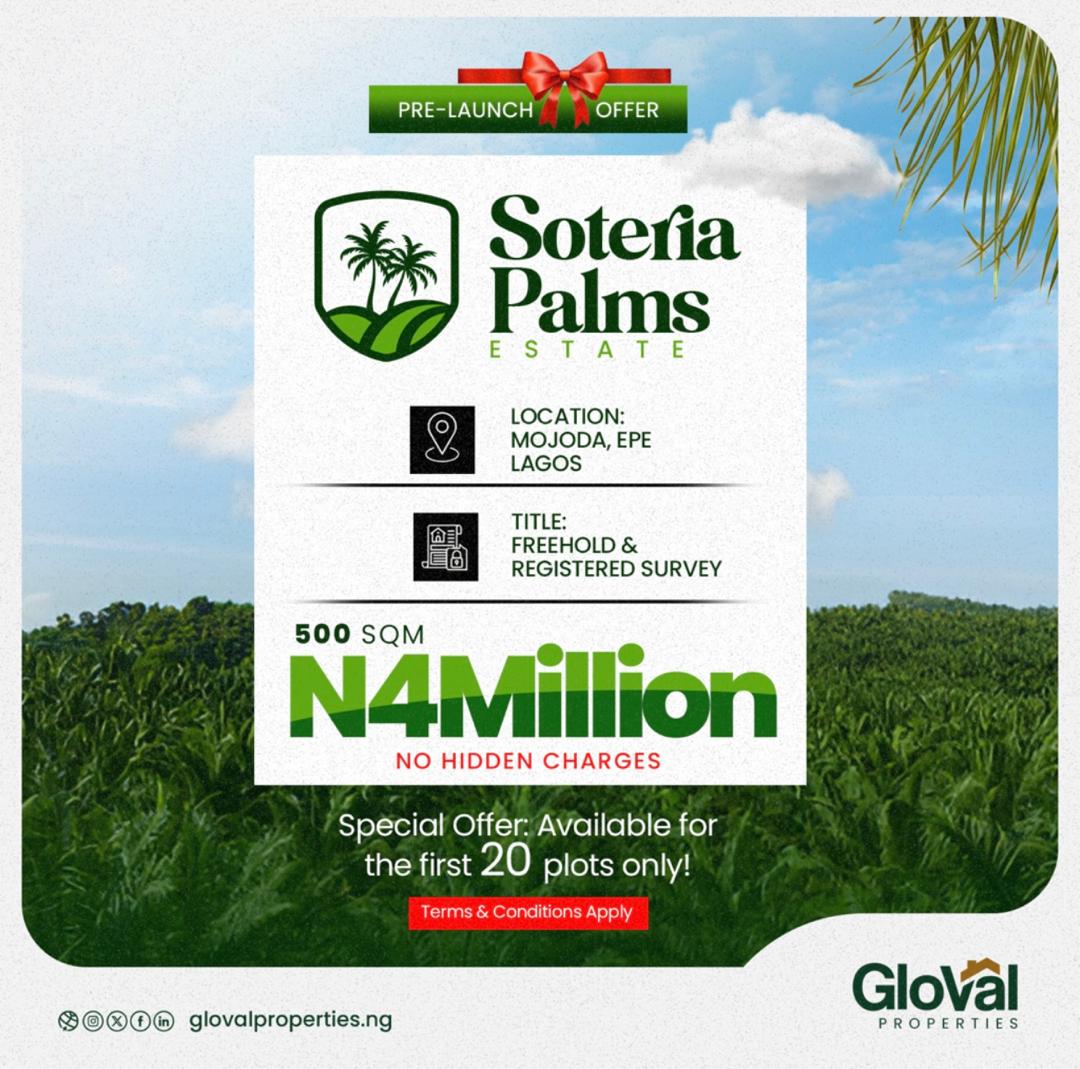 PRE-LAUNCH OFFER
Soteria
Palms
ESTATE
LOCATION:
MOJODA, EPE
LAGOS
TITLE:
FREEHOLD &
REGISTERED SURVEY
500 SQM
N4Million
NO HIDDEN CHARGES
Special Offer: Available for
the first 20 plots only!
Terms & Conditions Apply
glovalproperties.ng
Gloval
PROPERTIES